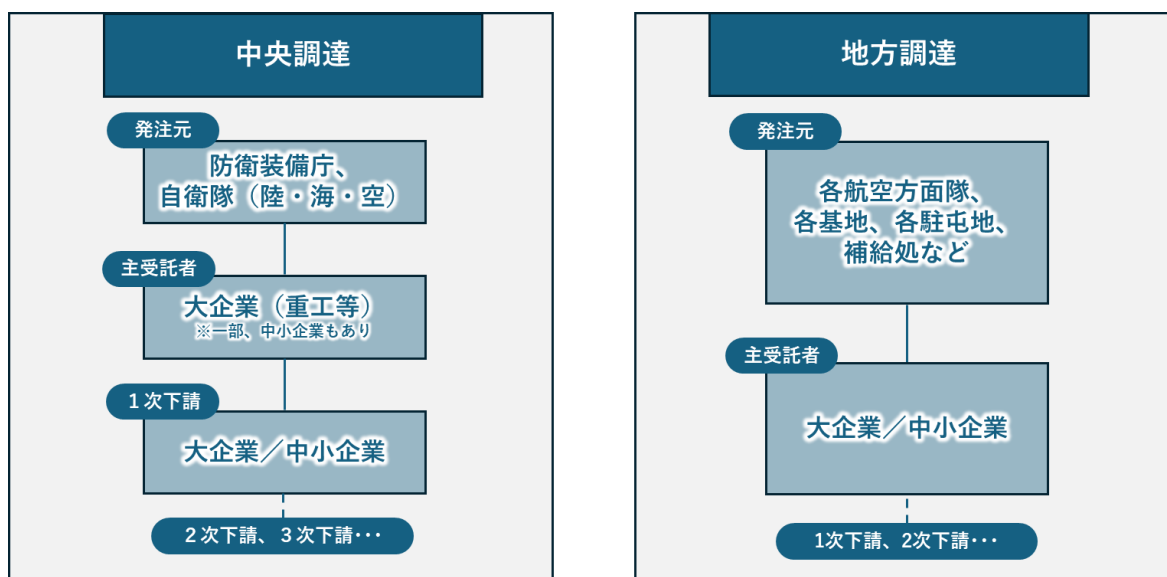 中央調達
発注元
防衛装備庁、
自衛隊（陸・海・空）
主受託者
大企業（重工等）
※一部、中小企業もあり
１次下請
大企業／中小企業
２次下請、３次下請･･･
地方調達
発注元
各航空方面隊、
各基地、各駐屯地、
補給処など
主受託者
大企業／中小企業
1次下請、2次下請･･･